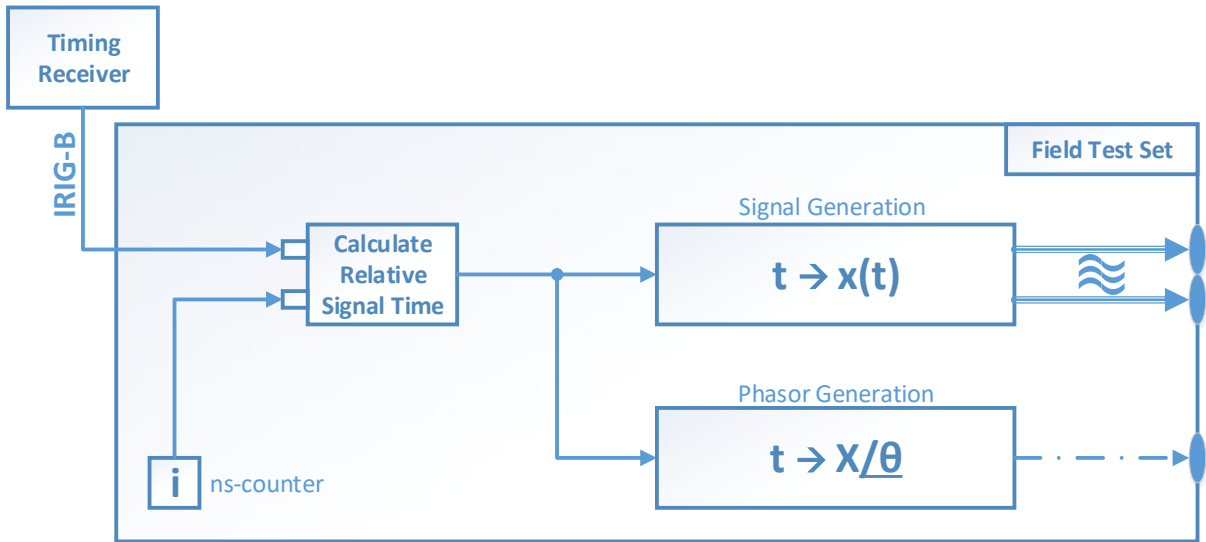 Timing
Receiver
IRIG-B
Field Test Set
Calculate
Relative
Signal Time
Signal Generation
t → x(t)
Phasor Generation
t → X/θ
i
ns-counter